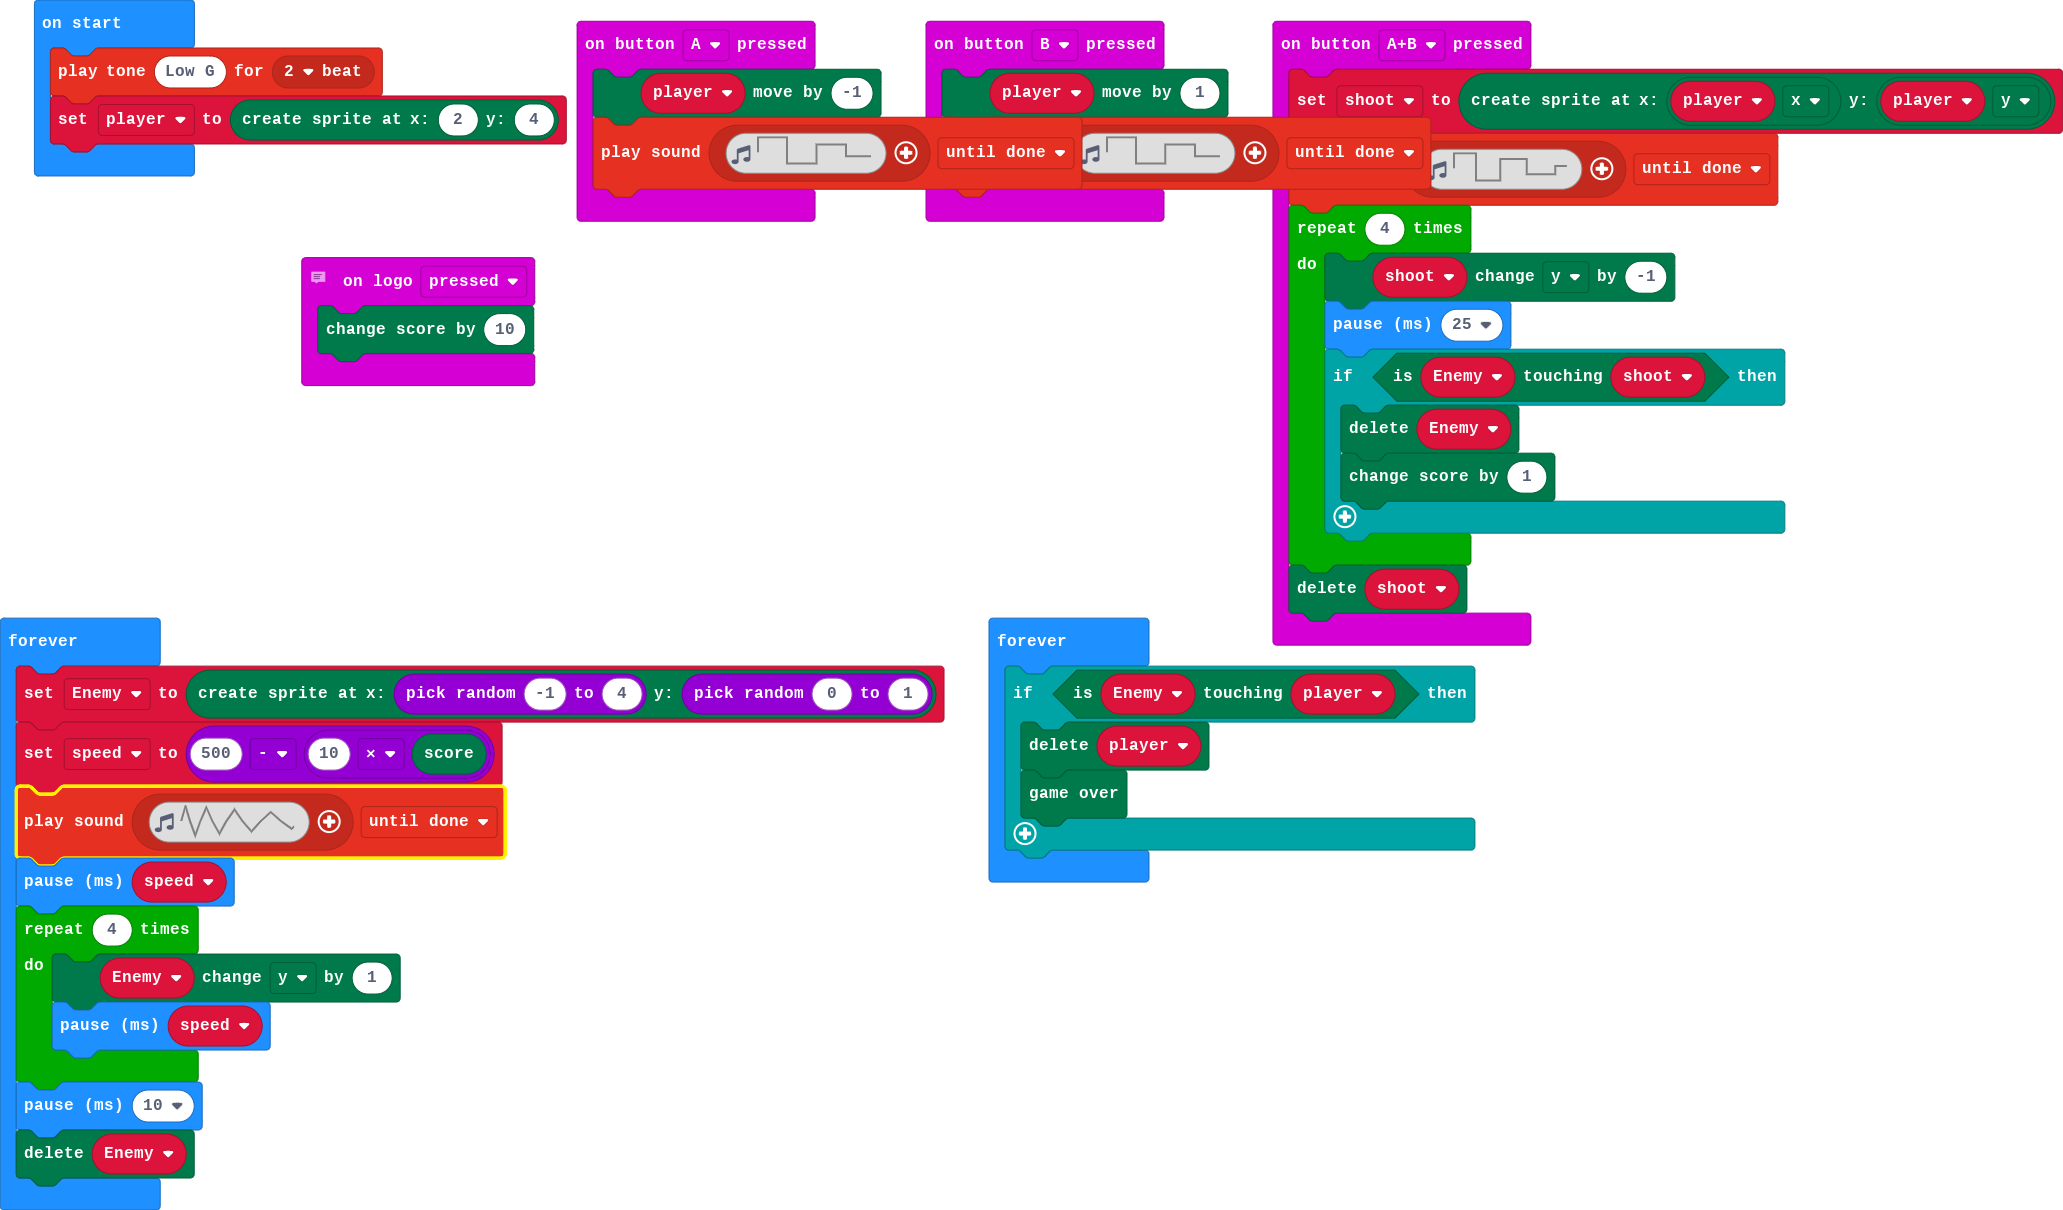 on start
play tone Low G for 2 beat
set player to create sprite at x: 2 y: 4
on button A pressed
player move by -1
play sound until done
on button B pressed
player move by 1
until done
on button A+B pressed
set shoot to create sprite at x: player x y: player y
until done
repeat 4 times
do
shoot change y by -1
pause (ms) 25
if is Enemy touching shoot then
delete Enemy
change score by 1
delete shoot
on logo pressed
change score by 10
forever
set Enemy to create sprite at x: pick random -1 to 4 y: pick random 0 to 1
set speed to 500 - 10 × score
play sound until done
pause (ms) speed
repeat 4 times
do
Enemy change y by 1
pause (ms) speed
pause (ms) 10
delete Enemy
forever
if is Enemy touching player then
delete player
game over